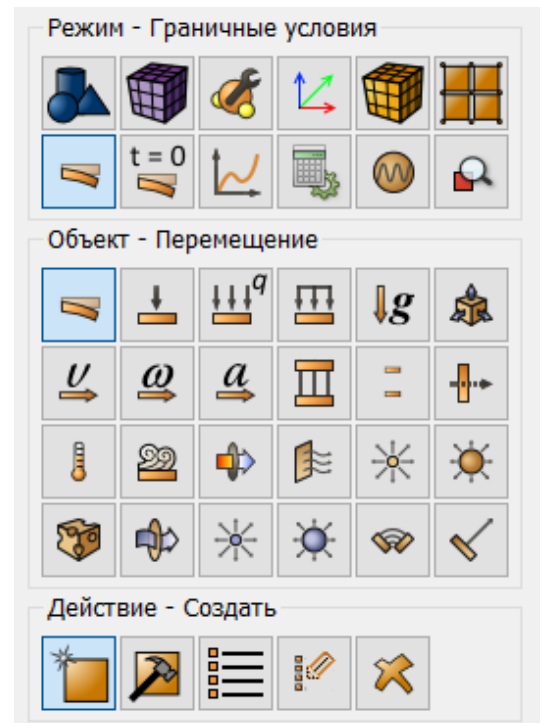 Режим - Граничные условия
t = 0
Объект - Перемещение
q
g
v ω a
Действие - Создать